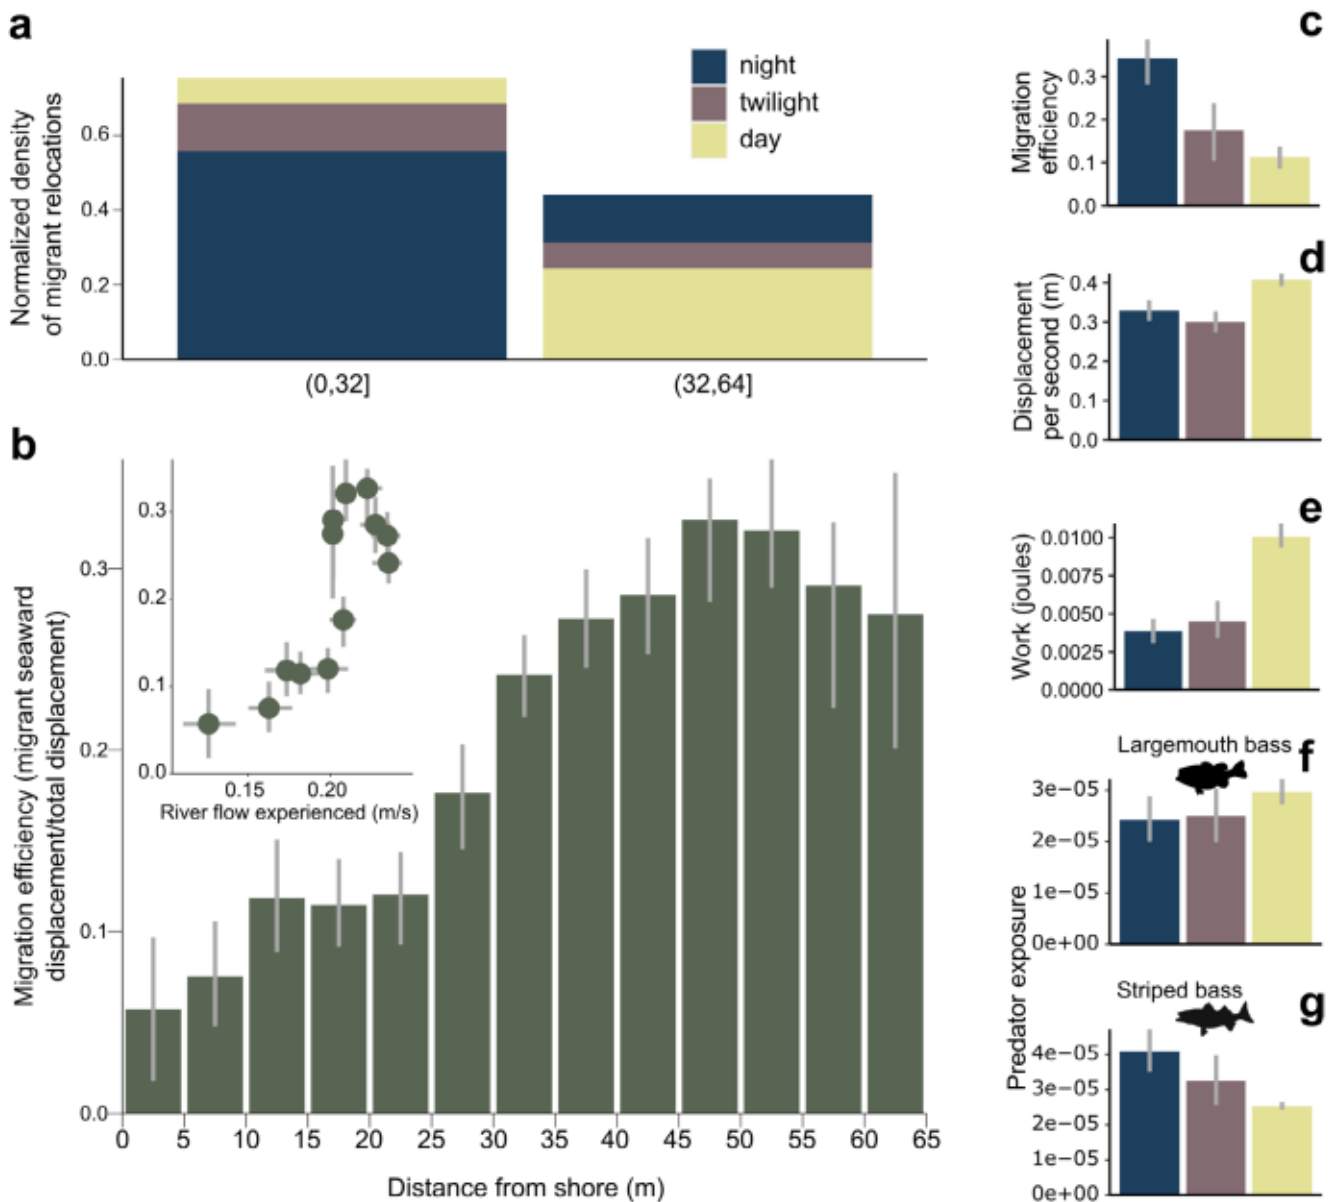 a
night
twilight
day
Normalized density
of migrant relocations
0.6
0.4
0.2
0.0
(0,32]
(32,64]
b
Migration efficiency (migrant seaward
displacement/total displacement)
0.3
0.2
0.1
0.0
0 5 10 15 20 25 30 35 40 45 50 55 60 65
Distance from shore (m)
0.3
0.2
0.1
0.0
0.15 0.20
River flow experienced (m/s)
c
Migration
efficiency
0.3
0.2
0.1
0.0
d
Displacement
per second (m)
0.4
0.3
0.2
0.1
0.0
e
Work (joules)
0.0100
0.0075
0.0050
0.0025
0.0000
Predator exposure
Largemouth bass
f
3e−05
2e−05
1e−05
0e+00
Striped bass
g
4e−05
3e−05
2e−05
1e−05
0e+00